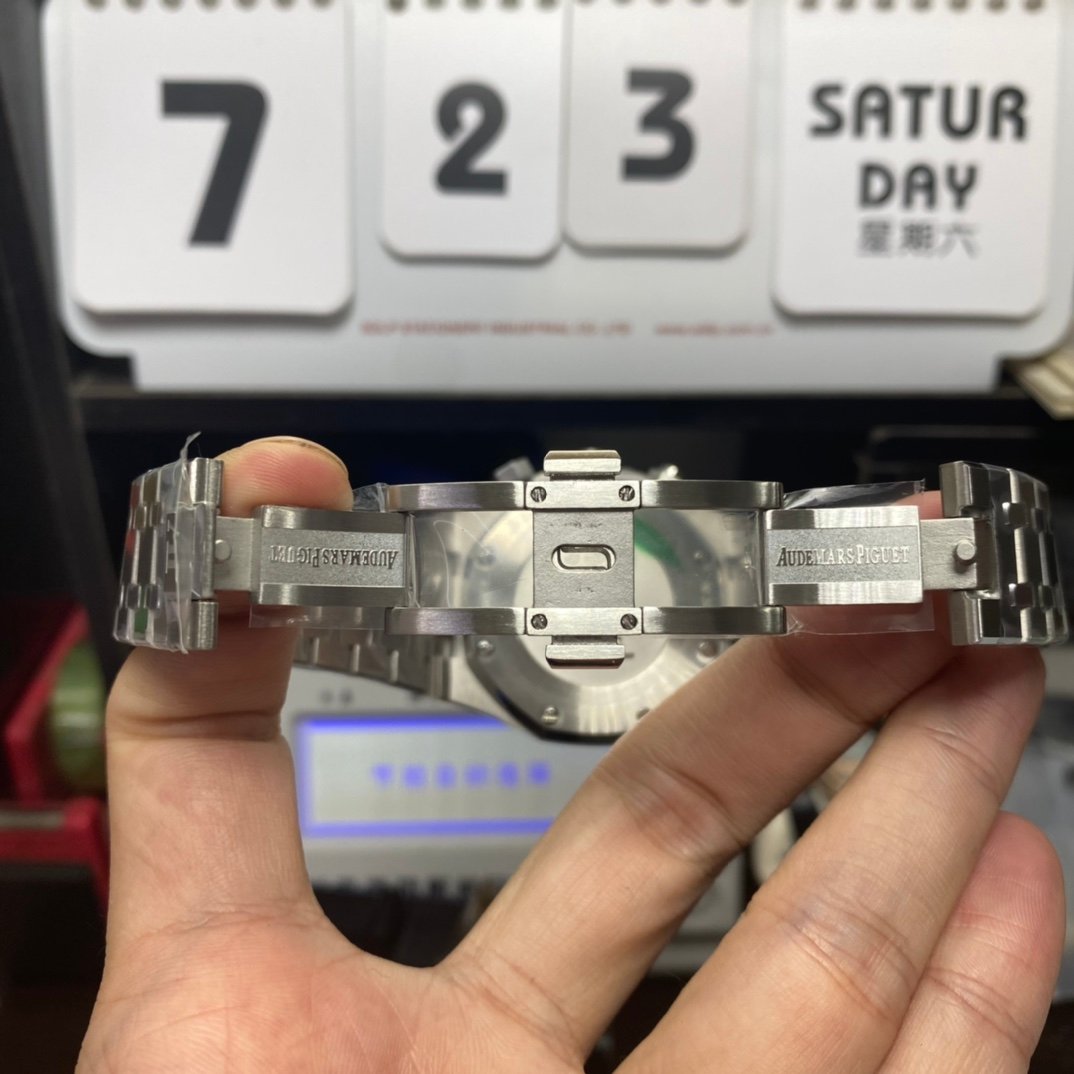 7
2
3
SATUR
DAY
星期六
AUDEMARS PIGUET
AUDEMARS PIGUET